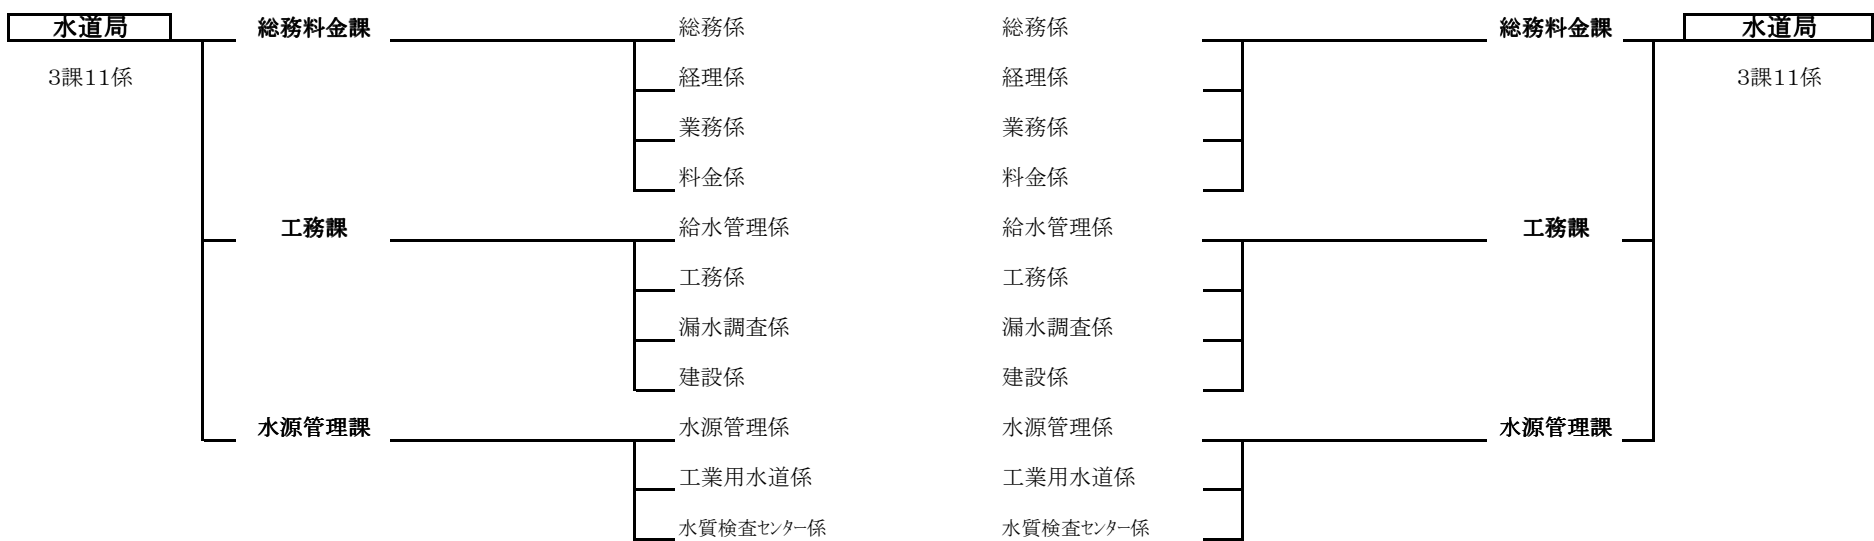 水道局 総務料金課 総務係 総務係 総務料金課 水道局
3課11係 経理係 経理係 3課11係
業務係 業務係
料金係 料金係
工務課 給水管理係 給水管理係 工務課
工務係 工務係
漏水調査係 漏水調査係
建設係 建設係
水源管理課 水源管理係 水源管理係 水源管理課
工業用水道係 工業用水道係
水質検査ｾﾝﾀｰ係 水質検査ｾﾝﾀｰ係